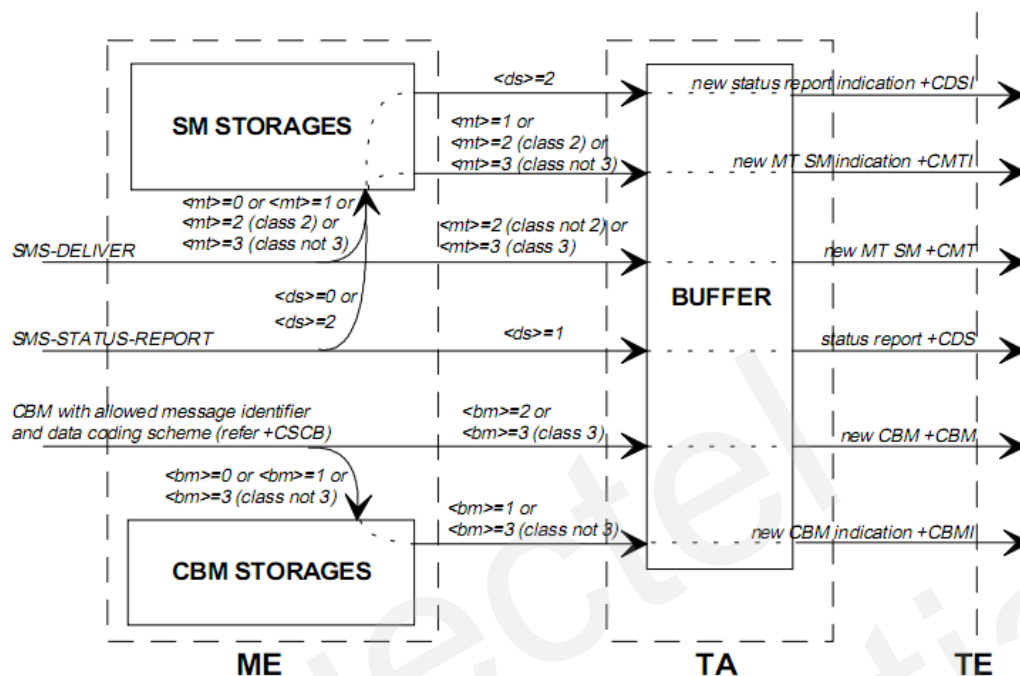 <ds>=2
new status report indication +CDSI
SM STORAGES
<mt>=1 or
<mt>=2 (class 2) or
<mt>=3 (class not 3)
new MT SM indication +CMTI
<mt>=0 or <mt>=1 or
<mt>=2 (class 2) or
<mt>=3 (class not 3)
<mt>=2 (class not 2) or
<mt>=3 (class 3)
SMS-DELIVER
new MT SM +CMT
BUFFER
<ds>=0 or
<ds>=2
SMS-STATUS-REPORT
<ds>=1
status report +CDS
CBM with allowed message identifier
and data coding scheme (refer +CSCB)
<bm>=2 or
<bm>=3 (class 3)
new CBM +CBM
<bm>=0 or <bm>=1 or
<bm>=3 (class not 3)
<bm>=1 or
<bm>=3 (class not 3)
new CBM indication +CBMI
CBM STORAGES
ME
TA
TE